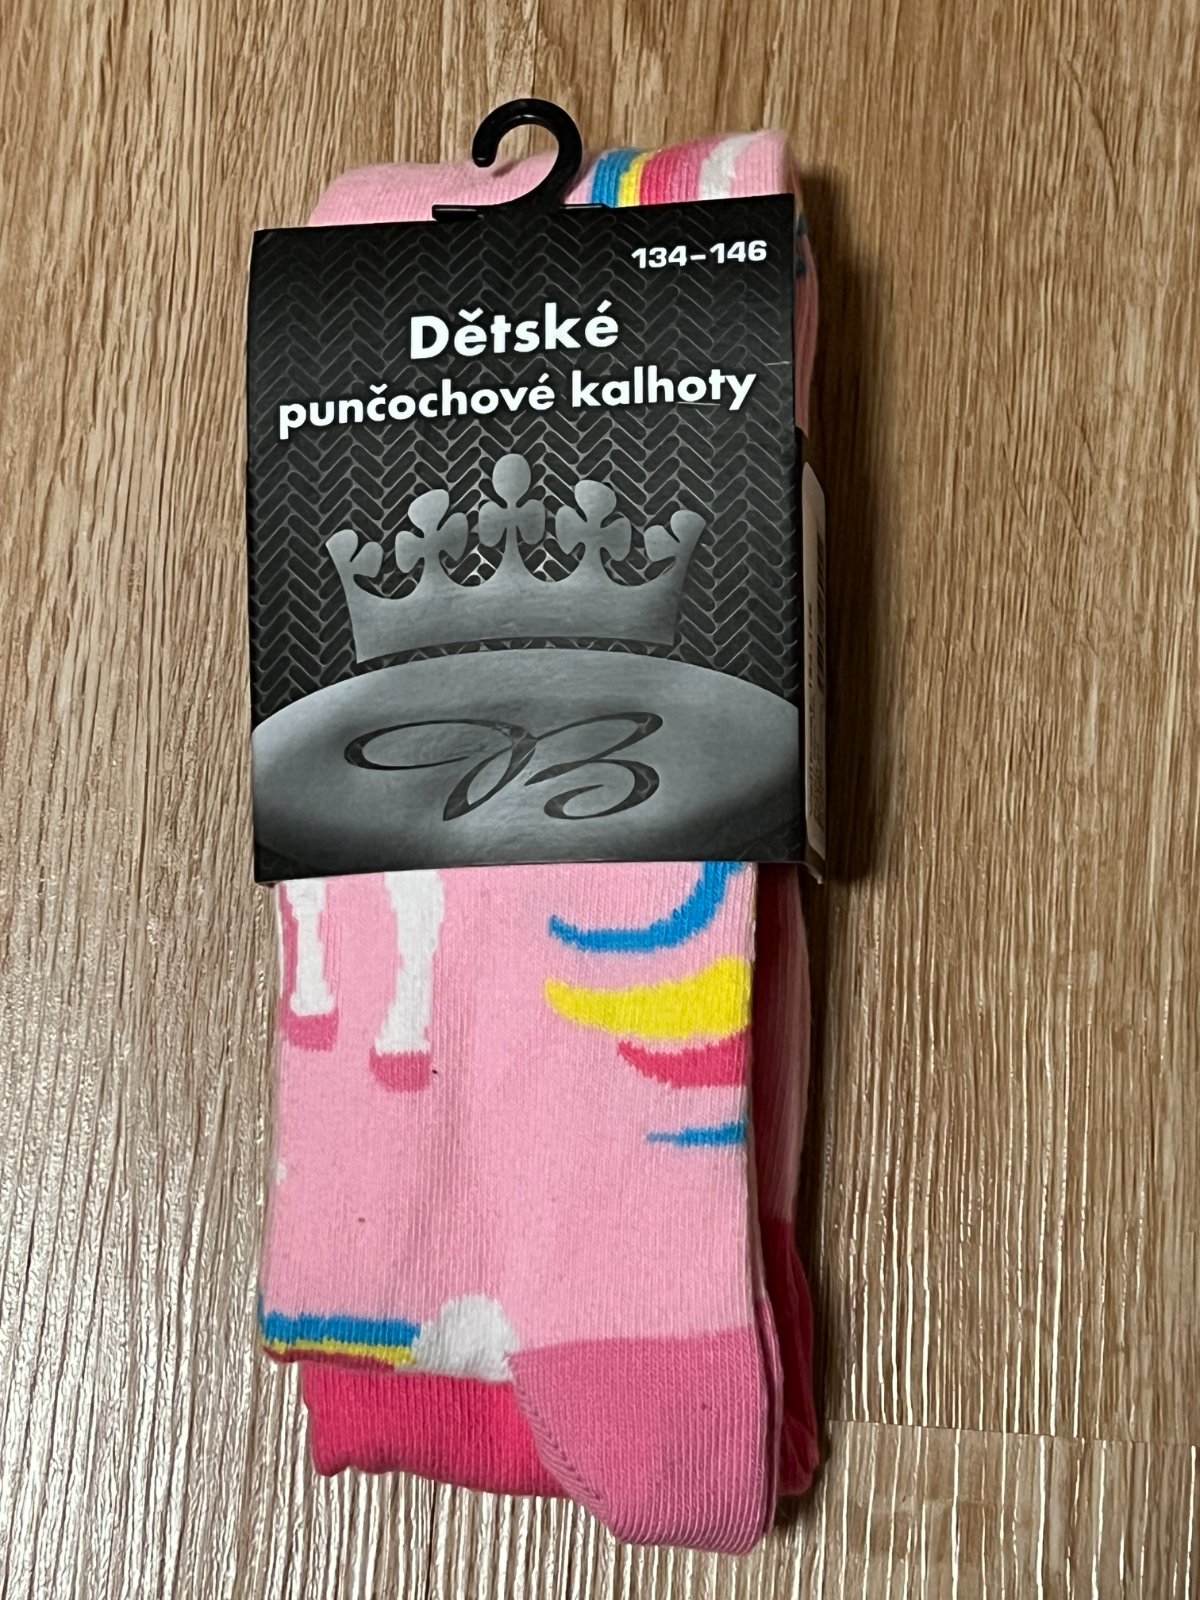 134-146
Dětské
punčochové kalhoty
B